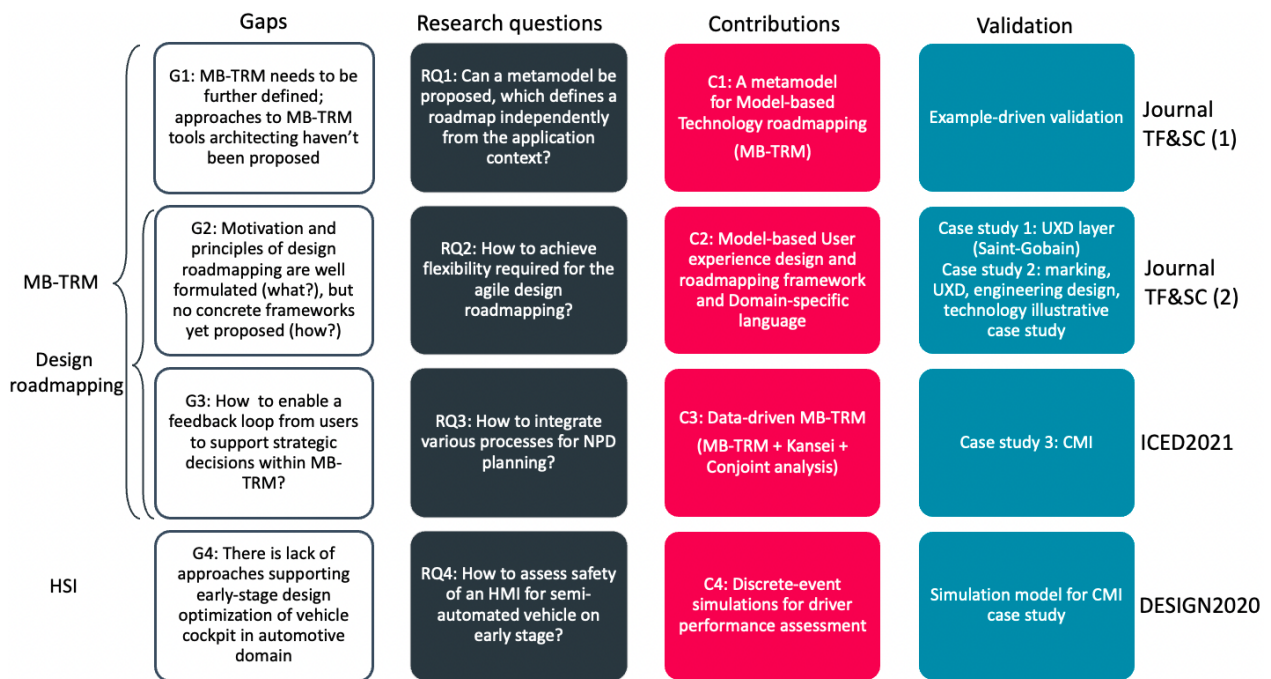 Gaps
Research questions
Contributions
Validation
G1: MB-TRM needs to be
further defined;
approaches to MB-TRM
tools architecting haven’t
been proposed
RQ1: Can a metamodel be
proposed, which defines a
roadmap independently
from the application
context?
C1: A metamodel
for Model-based
Technology roadmapping
(MB-TRM)
Example-driven validation
Journal
TF&SC (1)
MB-TRM
Design
roadmapping
G2: Motivation and
principles of design
roadmapping are well
formulated (what?), but
no concrete frameworks
yet proposed (how?)
RQ2: How to achieve
flexibility required for the
agile design
roadmapping?
C2: Model-based User
experience design and
roadmapping framework
and Domain-specific
language
Case study 1: UXD layer
(Saint-Gobain)
Case study 2: marking,
UXD, engineering design,
technology illustrative
case study
Journal
TF&SC (2)
G3: How to enable a
feedback loop from users
to support strategic
decisions within MB-
TRM?
RQ3: How to integrate
various processes for NPD
planning?
C3: Data-driven MB-TRM
(MB-TRM + Kansei +
Conjoint analysis)
Case study 3: CMI
ICED2021
HSI
G4: There is lack of
approaches supporting
early-stage design
optimization of vehicle
cockpit in automotive
domain
RQ4: How to assess safety
of an HMI for semi-
automated vehicle on
early stage?
C4: Discrete-event
simulations for driver
performance assessment
Simulation model for CMI
case study
DESIGN2020